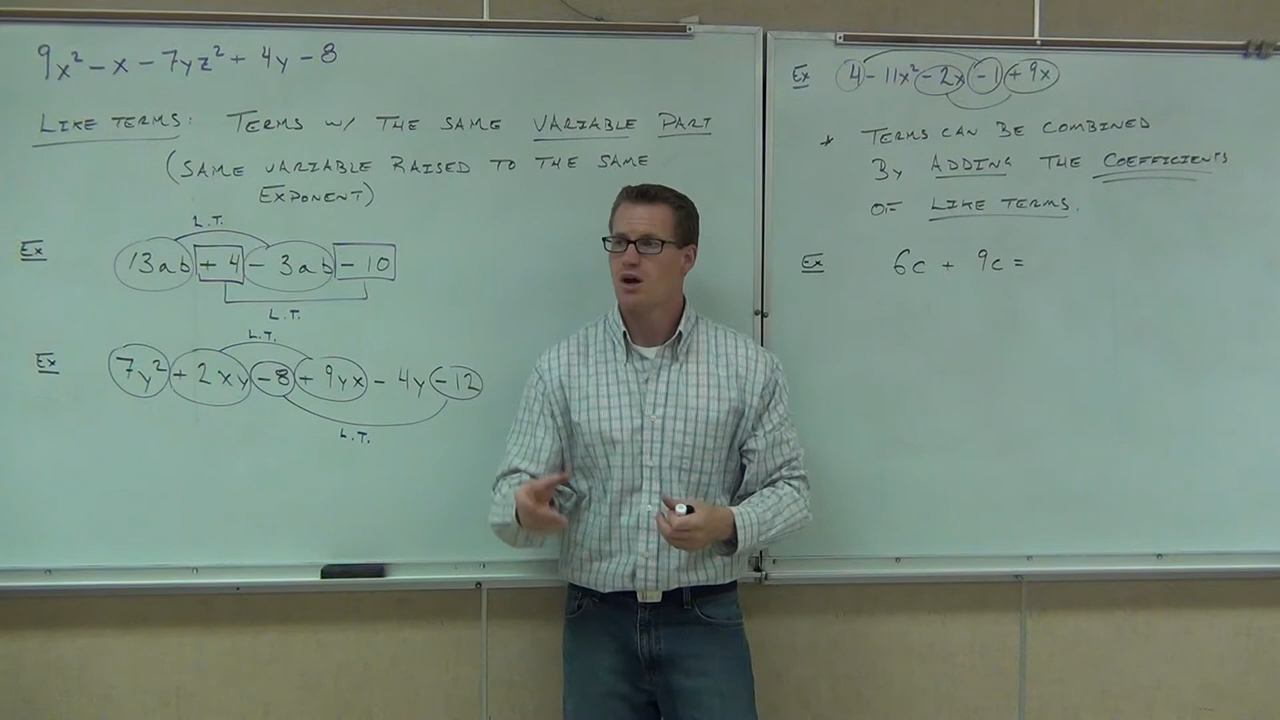 9x² - x - 7yz² + 4y - 8
LIKE TERMS: TERMS W/ THE SAME VARIABLE PART
(SAME VARIABLE RAISED TO THE SAME
EXPONENT)
L.T.
Ex 13ab + 4 - 3ab - 10
L.T.
L.T.
Ex 7y² + 2xy - 8 + 9yx - 4y - 12
L.T.
Ex 4 - 11x² - 2x - 1 + 9x
* TERMS CAN BE COMBINED
By ADDING THE COEFFICIENTS
OF LIKE TERMS.
Ex 6c + 9c =